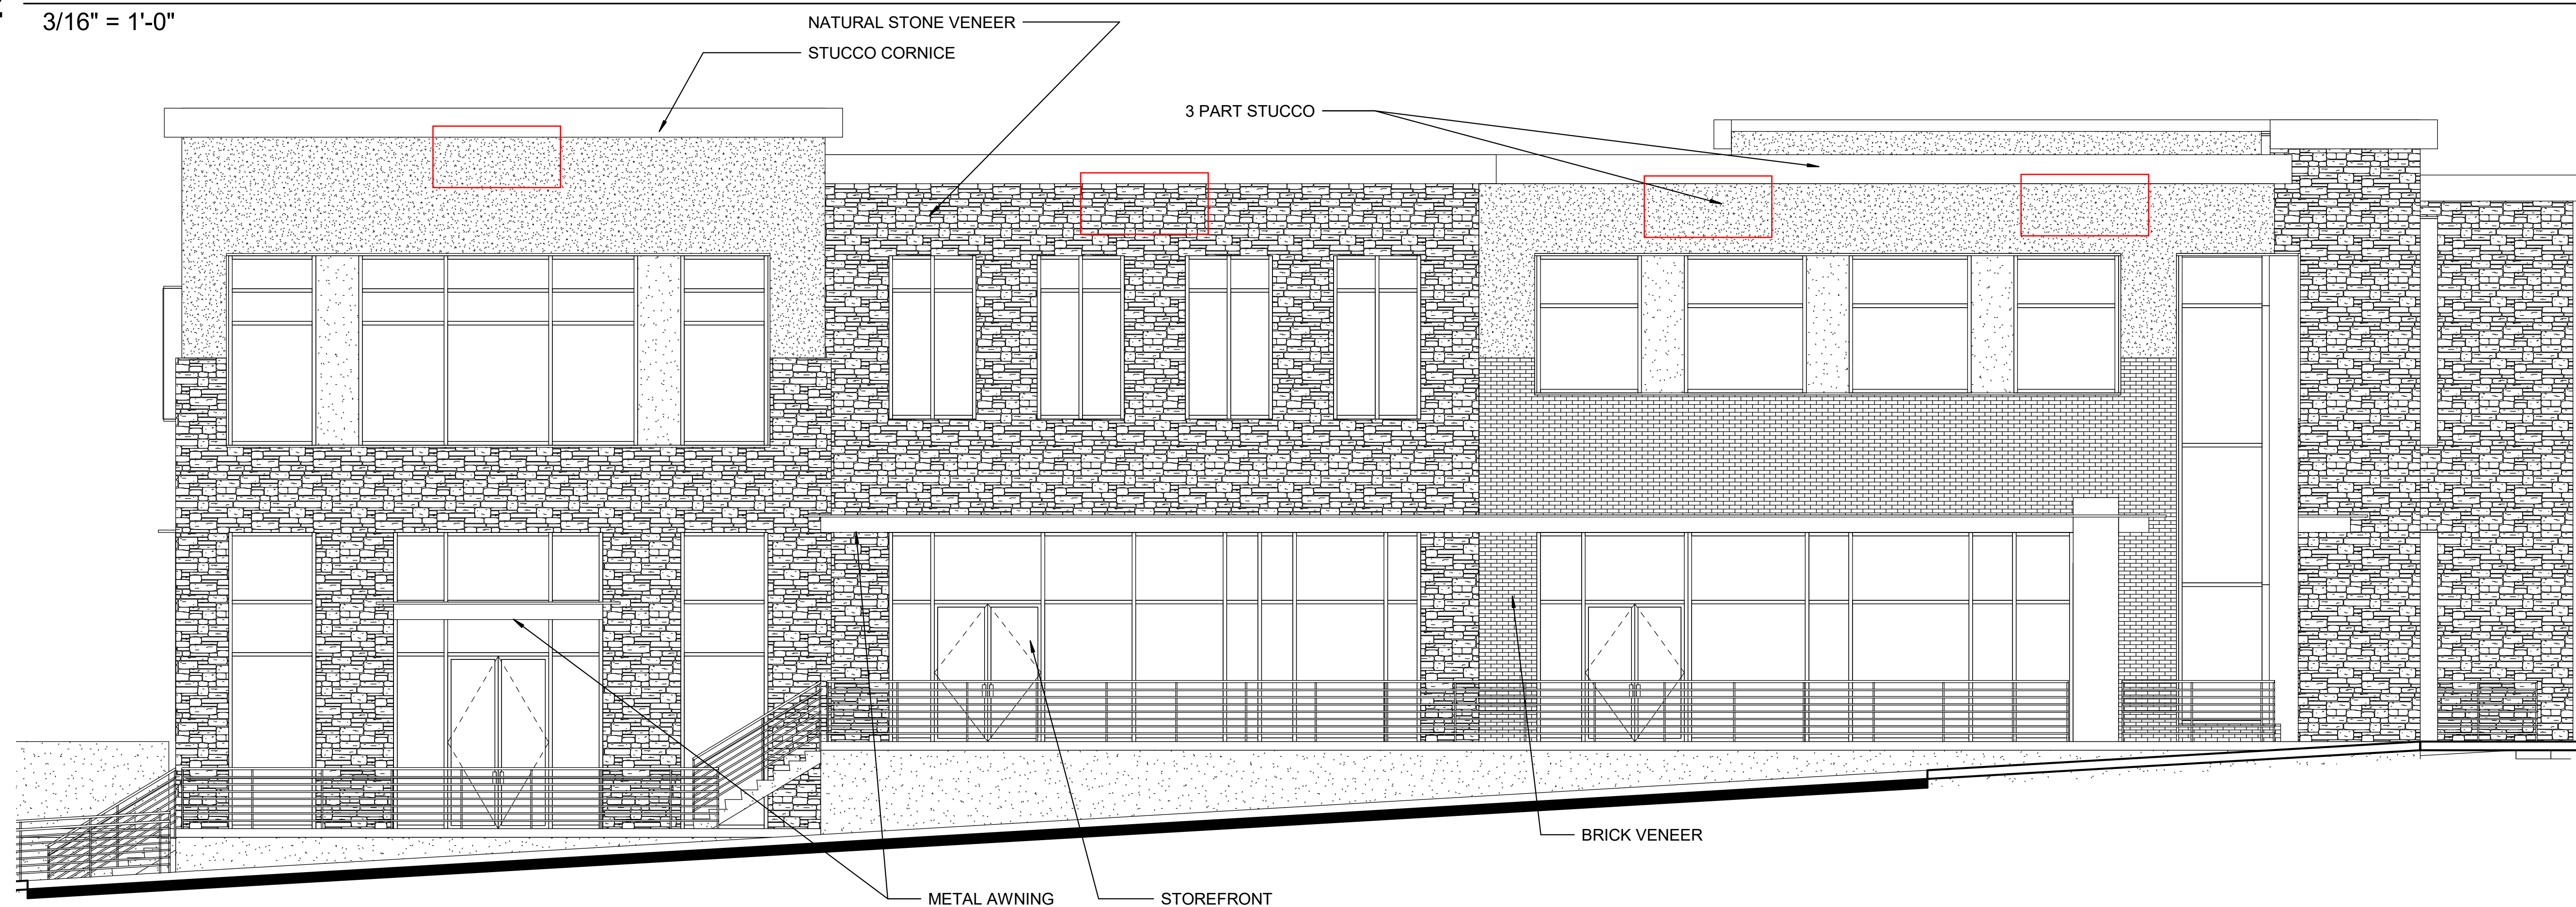 3/16" = 1'-0"
NATURAL STONE VENEER
STUCCO CORNICE
3 PART STUCCO
BRICK VENEER
METAL AWNING
STOREFRONT